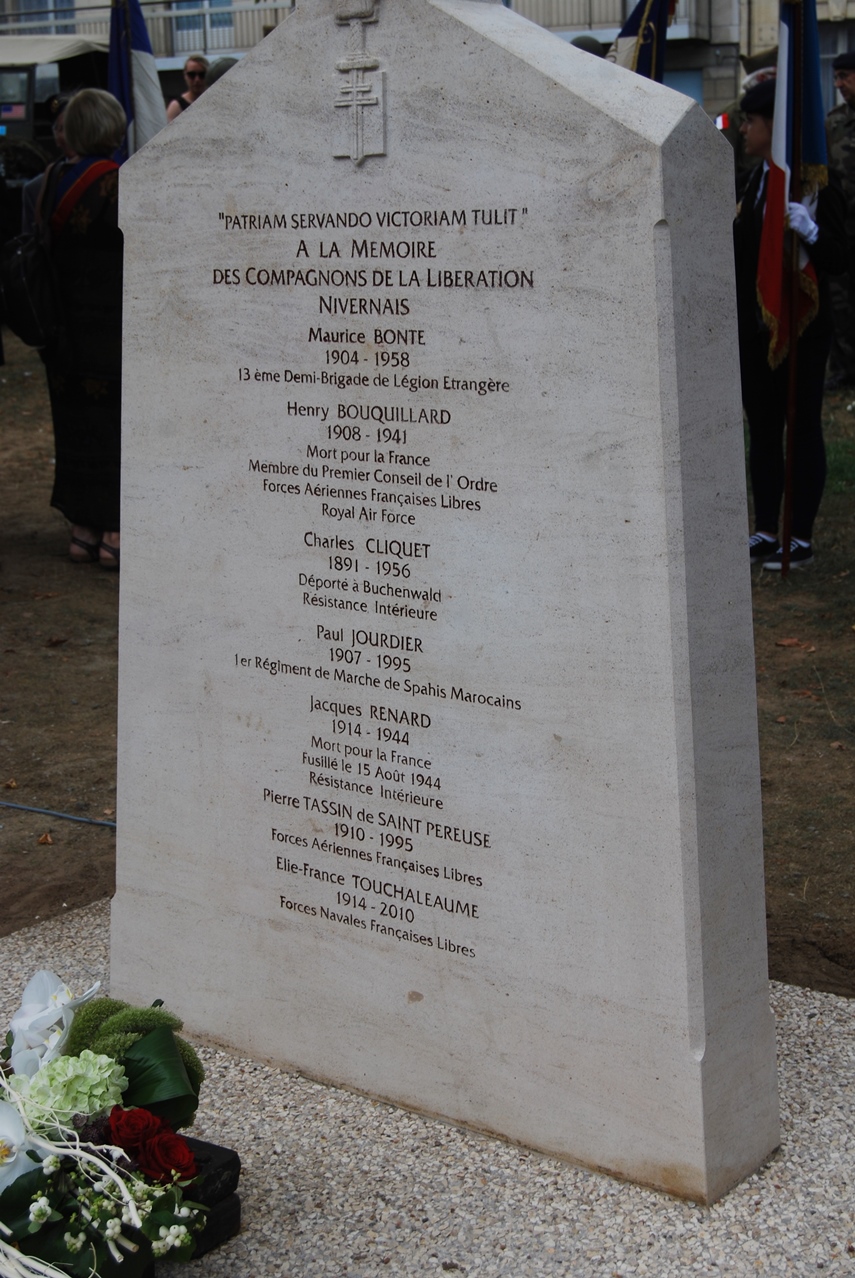 "PATRIAM SERVANDO VICTORIAM TULIT"
A LA MEMOIRE
DES COMPAGNONS DE LA LIBERATION
NIVERNAIS
Maurice BONTE
1904 - 1958
13 ème Demi-Brigade de Légion Etrangère
Henry BOUQUILLARD
1908 - 1941
Mort pour la France
Membre du Premier Conseil de l' Ordre
Forces Aériennes Françaises Libres
Royal Air Force
Charles CLIQUET
1891 - 1956
Déporté à Buchenwald
Résistance Intérieure
Paul JOURDIER
1907 - 1995
1er Régiment de Marche de Spahis Marocains
Jacques RENARD
1914 - 1944
Mort pour la France
Fusillé le 15 Août 1944
Résistance Intérieure
Pierre TASSIN de SAINT PEREUSE
1910 - 1995
Forces Aériennes Françaises Libres
Elie-France TOUCHALEAUME
1914 - 2010
Forces Navales Françaises Libres